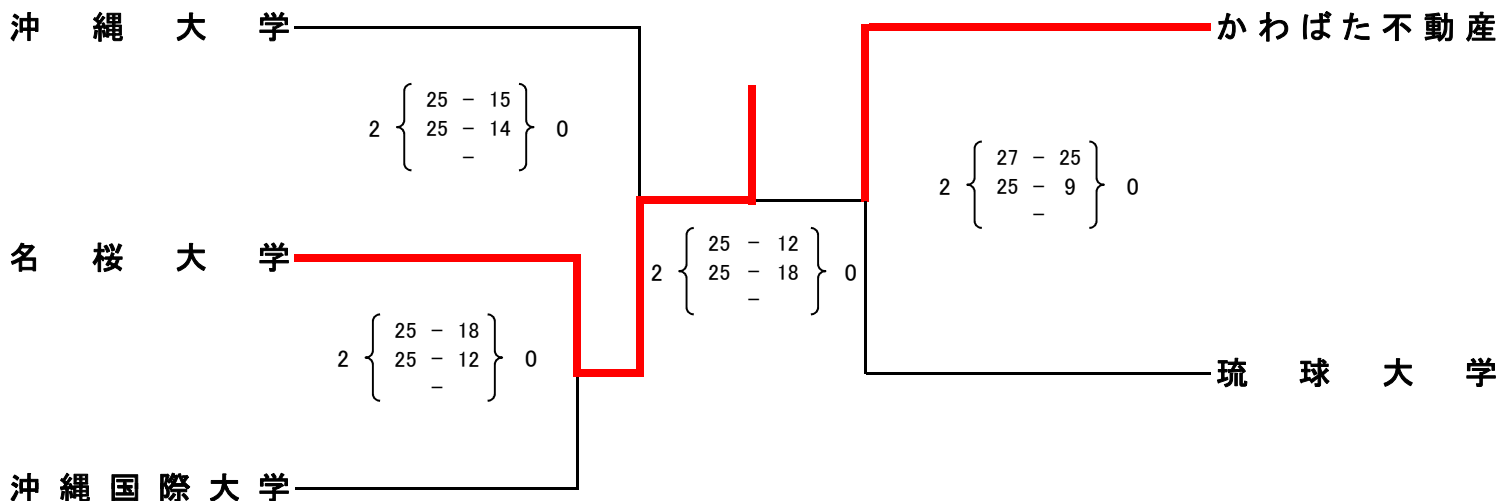 沖縄大学
かわばた不動産
2 { 25 - 15 } 0
25 - 14
-
2 { 27 - 25 } 0
25 - 9
-
名桜大学
2 { 25 - 12 } 0
25 - 18
-
2 { 25 - 18 } 0
25 - 12
-
琉球大学
沖縄国際大学